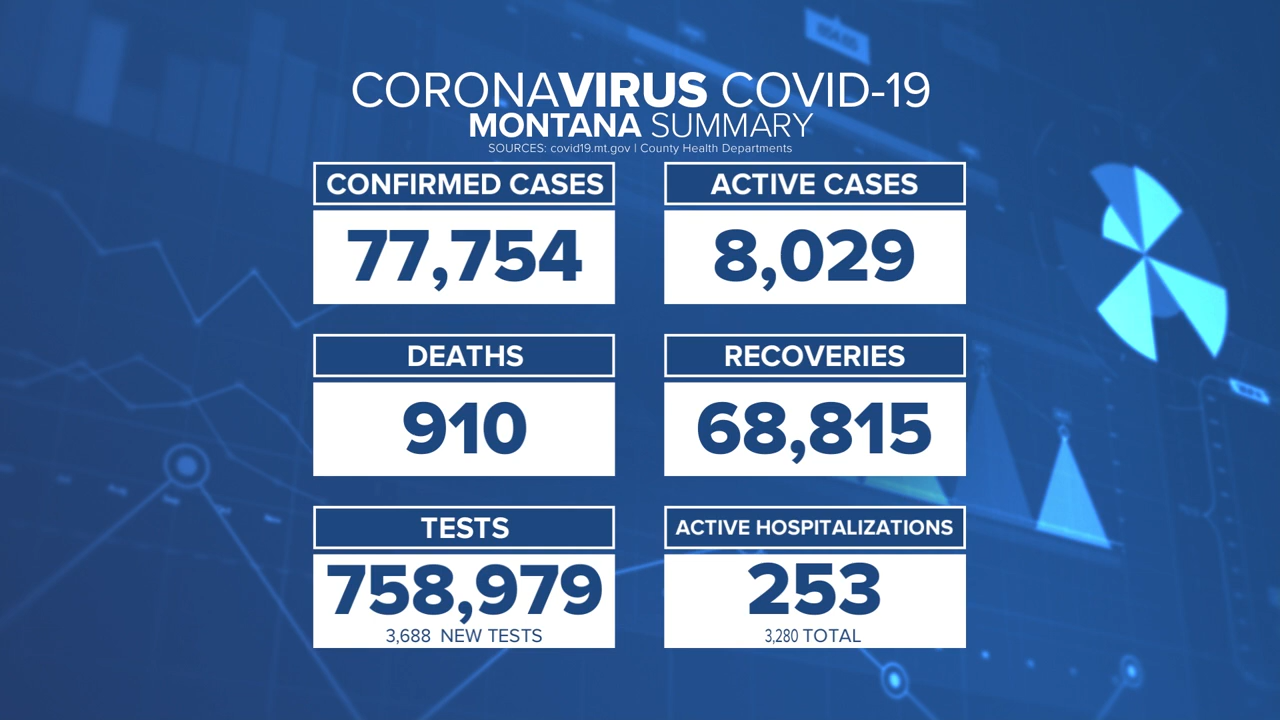 CORONAVIRUS COVID-19
MONTANA SUMMARY
SOURCES: covid19.mt.gov | County Health Departments
CONFIRMED CASES
77,754
ACTIVE CASES
8,029
DEATHS
910
RECOVERIES
68,815
TESTS
758,979
3,688 NEW TESTS
ACTIVE HOSPITALIZATIONS
253
3,280 TOTAL